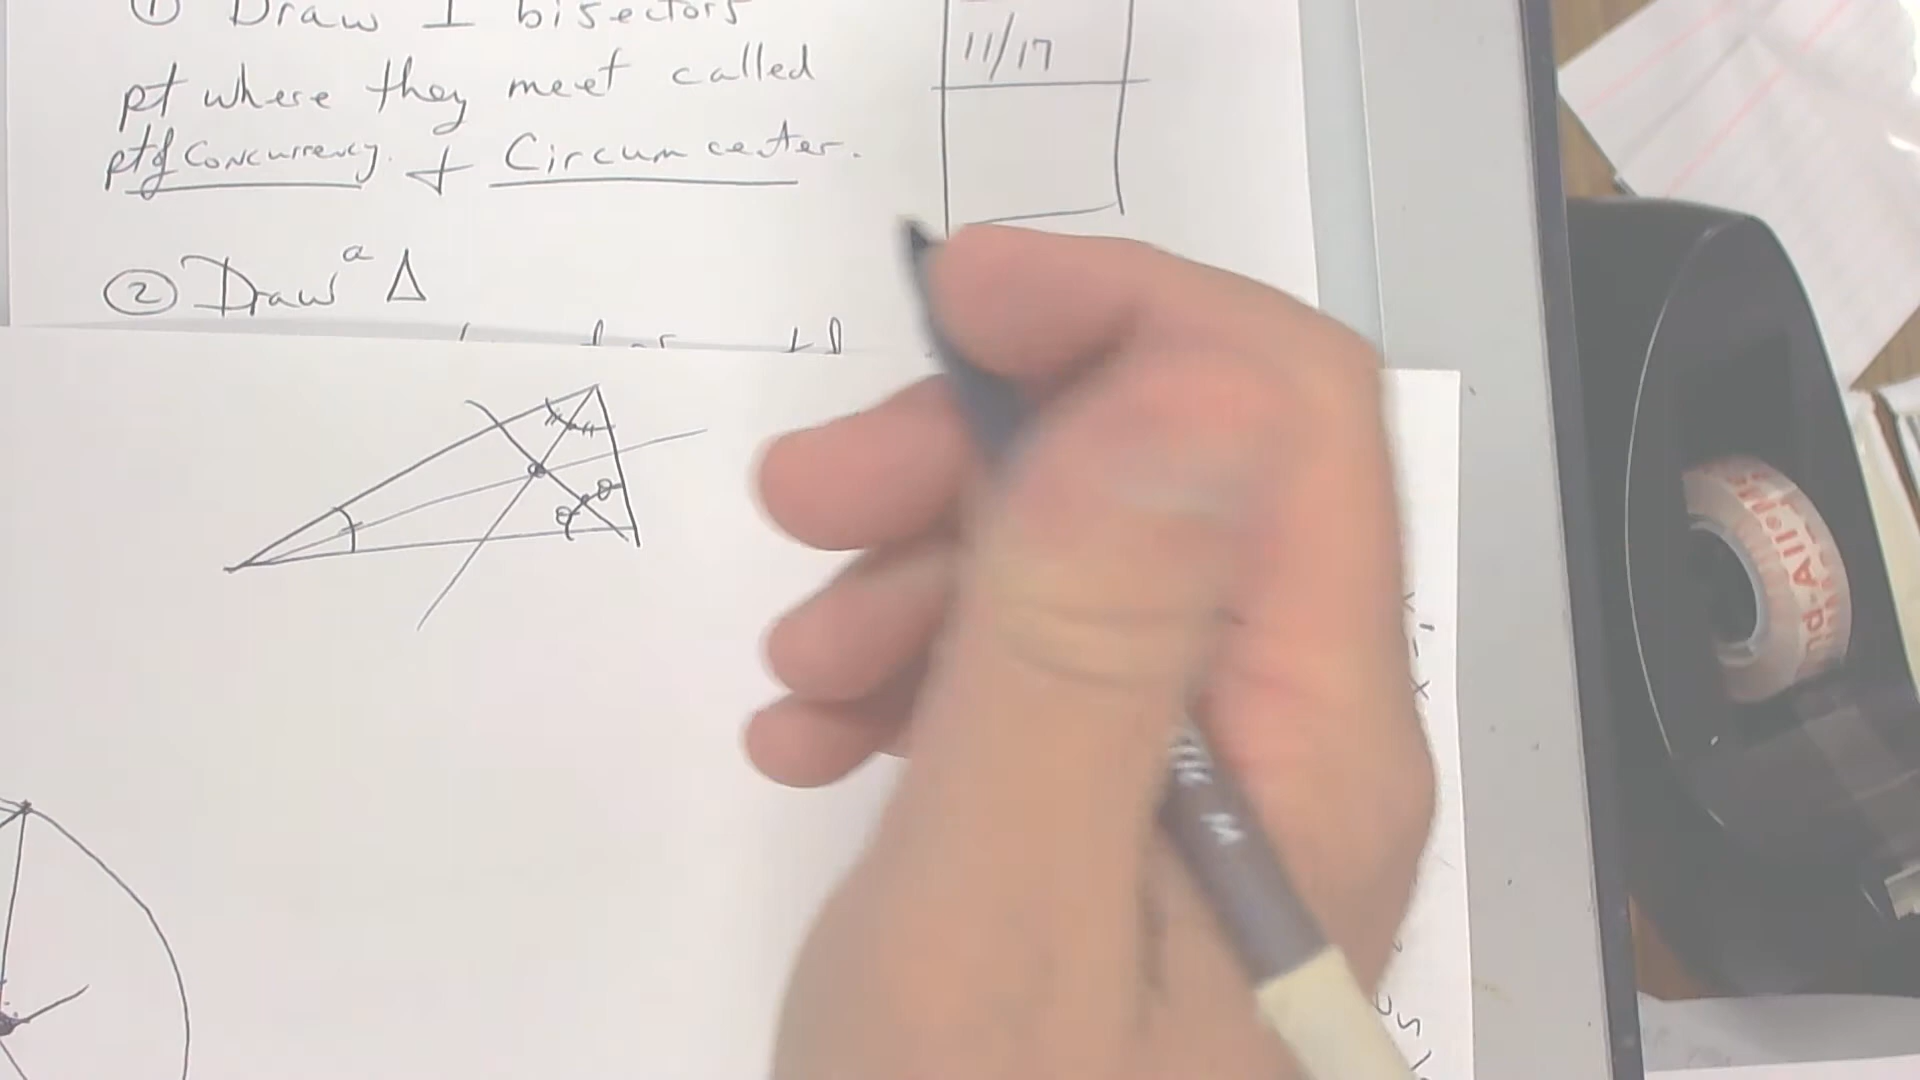 ① Draw ⊥ bisectors
pt where they meet called
pt of Concurrency. + Circumcenter.
② Draw a Δ
11/17